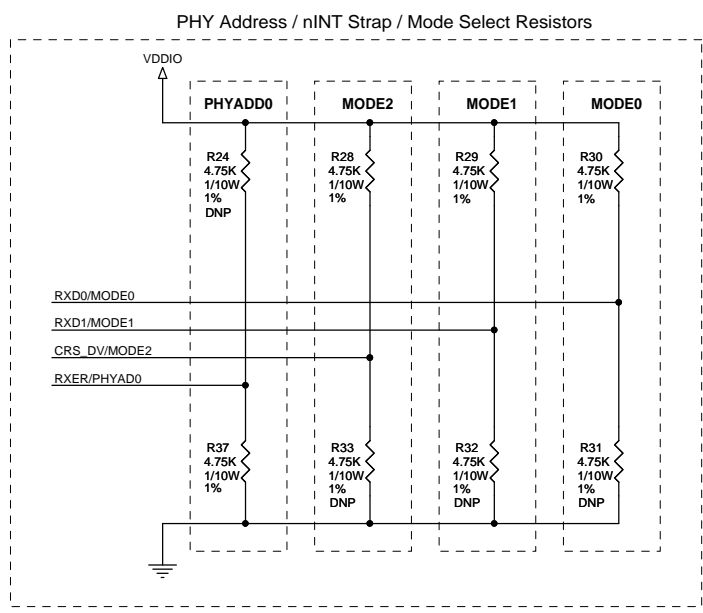 PHY Address / nINT Strap / Mode Select Resistors
VDDIO
PHYADD0
MODE2
MODE1
MODE0
R24
4.75K
1/10W
1%
DNP
R28
4.75K
1/10W
1%
R29
4.75K
1/10W
1%
R30
4.75K
1/10W
1%
RXD0/MODE0
RXD1/MODE1
CRS_DV/MODE2
RXER/PHYAD0
R37
4.75K
1/10W
1%
R33
4.75K
1/10W
1%
DNP
R32
4.75K
1/10W
1%
DNP
R31
4.75K
1/10W
1%
DNP